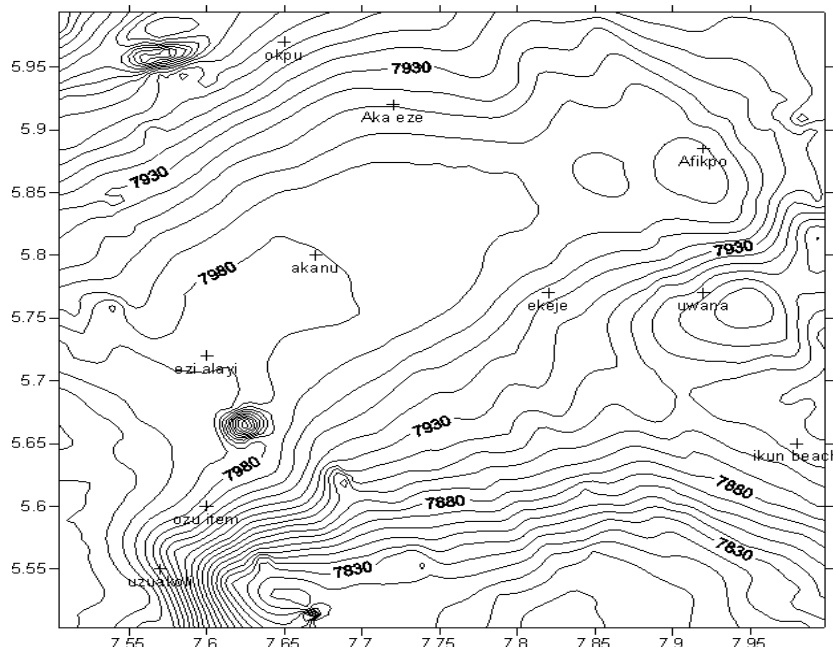 5.95
okpu
7930
5.9
Aka eze
Afikpo
7930
5.85
5.8
7930
akanu
7980
ekeje
uwana
5.75
ezi alayi
5.7
7930
5.65
ikun beach
7980
7880
7880
5.6
ozu item
7830
5.55
7830
uzuakoli
7.55 7.6 7.65 7.7 7.75 7.8 7.85 7.9 7.95